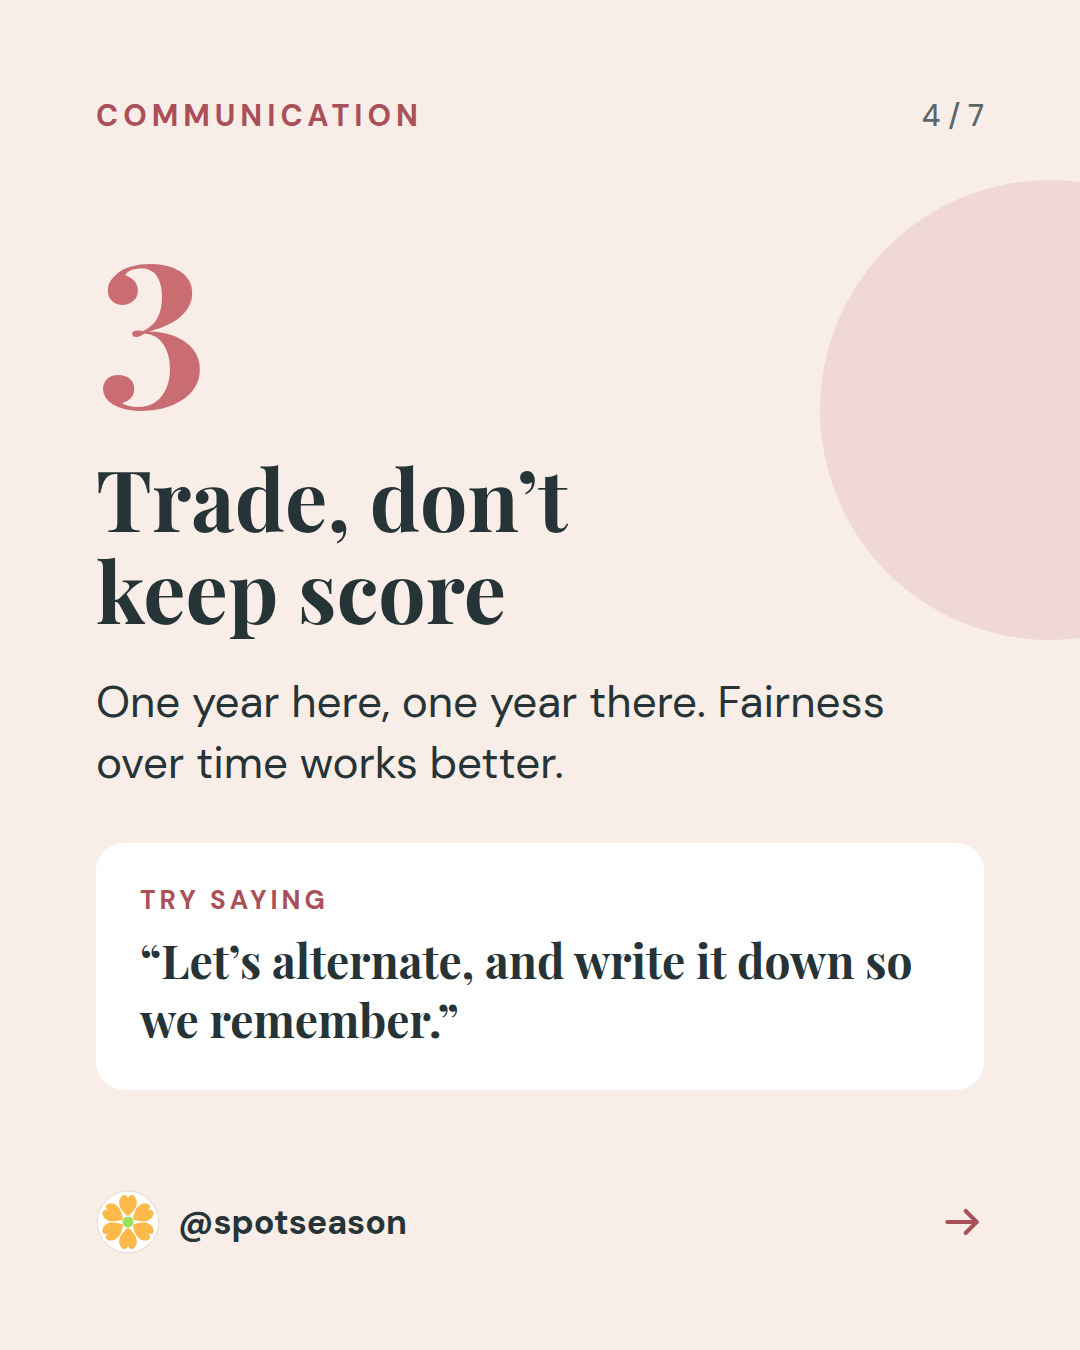 COMMUNICATION
4 / 7
3
Trade, don’t
keep score
One year here, one year there. Fairness
over time works better.
TRY SAYING
“Let’s alternate, and write it down so
we remember.”
@spotseason